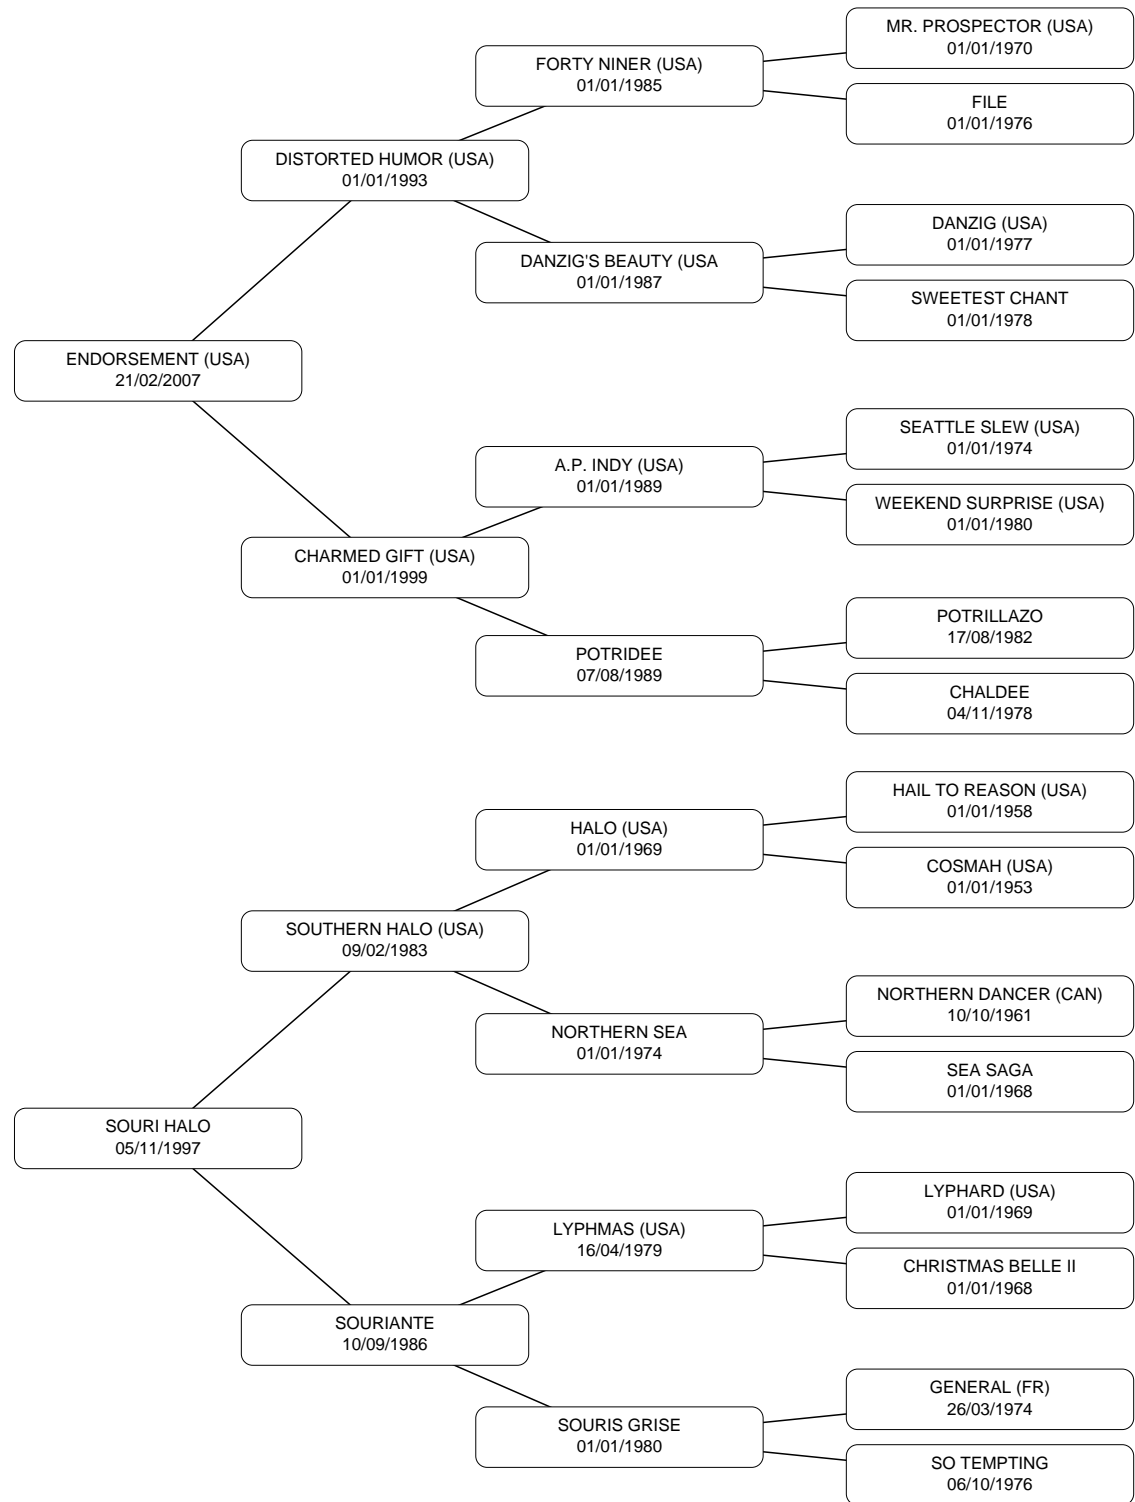 MR. PROSPECTOR (USA)
01/01/1970
FORTY NINER (USA)
01/01/1985
FILE
01/01/1976
DISTORTED HUMOR (USA)
01/01/1993
DANZIG (USA)
01/01/1977
DANZIG'S BEAUTY (USA
01/01/1987
SWEETEST CHANT
01/01/1978
ENDORSEMENT (USA)
21/02/2007
SEATTLE SLEW (USA)
01/01/1974
A.P. INDY (USA)
01/01/1989
WEEKEND SURPRISE (USA)
01/01/1980
CHARMED GIFT (USA)
01/01/1999
POTRILLAZO
17/08/1982
POTRIDEE
07/08/1989
CHALDEE
04/11/1978
HAIL TO REASON (USA)
01/01/1958
HALO (USA)
01/01/1969
COSMAH (USA)
01/01/1953
SOUTHERN HALO (USA)
09/02/1983
NORTHERN DANCER (CAN)
10/10/1961
NORTHERN SEA
01/01/1974
SEA SAGA
01/01/1968
SOURI HALO
05/11/1997
LYPHARD (USA)
01/01/1969
LYPHMAS (USA)
16/04/1979
CHRISTMAS BELLE II
01/01/1968
SOURIANTE
10/09/1986
GENERAL (FR)
26/03/1974
SOURIS GRISE
01/01/1980
SO TEMPTING
06/10/1976